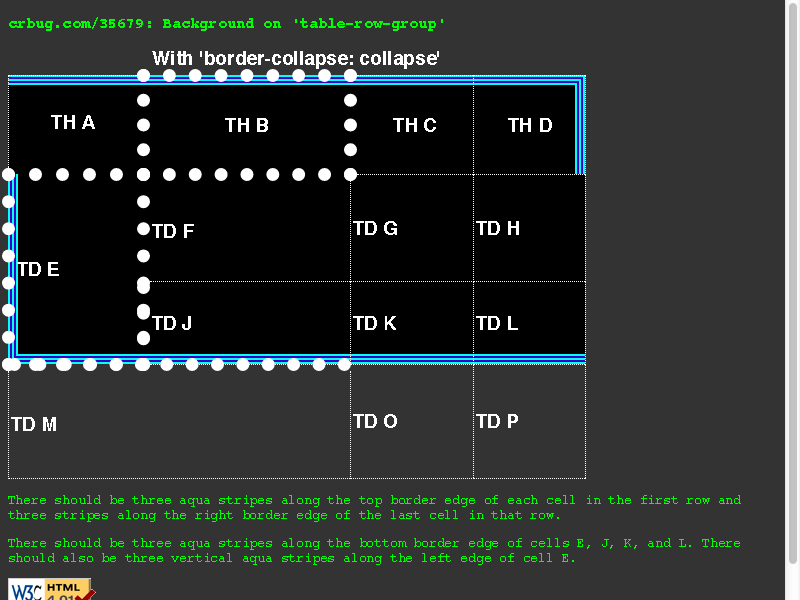 crbug.com/35679: Background on 'table-row-group'
With 'border-collapse: collapse'
TH A TH B TH C TH D
TD F TD G TD H
TD E
TD J TD K TD L
TD M TD O TD P
There should be three aqua stripes along the top border edge of each cell in the first row and
three stripes along the right border edge of the last cell in that row.
There should be three aqua stripes along the bottom border edge of cells E, J, K, and L. There
should also be three vertical aqua stripes along the left edge of cell E.
W3C HTML
4.01